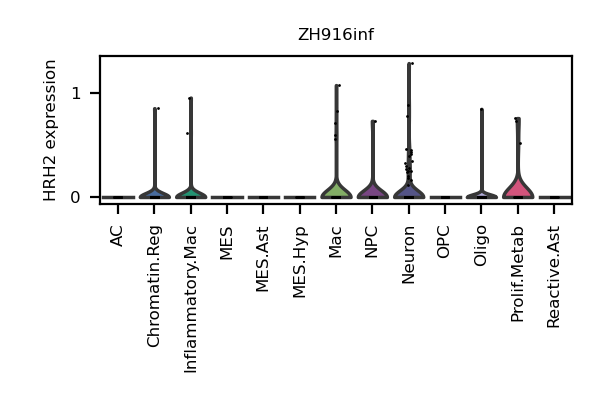 ZH916inf
HRH2 expression
1
0
AC
Chromatin.Reg
Inflammatory.Mac
MES
MES.Ast
MES.Hyp
Mac
NPC
Neuron
OPC
Oligo
Prolif.Metab
Reactive.Ast